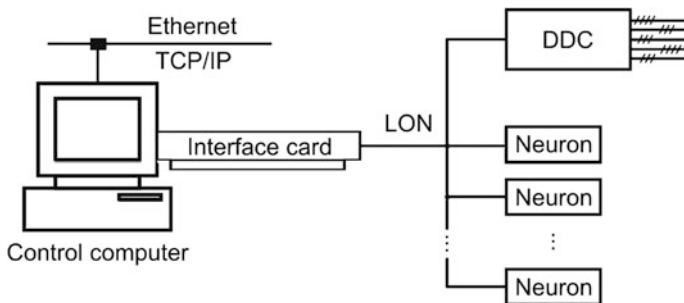 Ethernet
TCP/IP
DDC
LON
Interface card
Neuron
Neuron
Control computer
Neuron